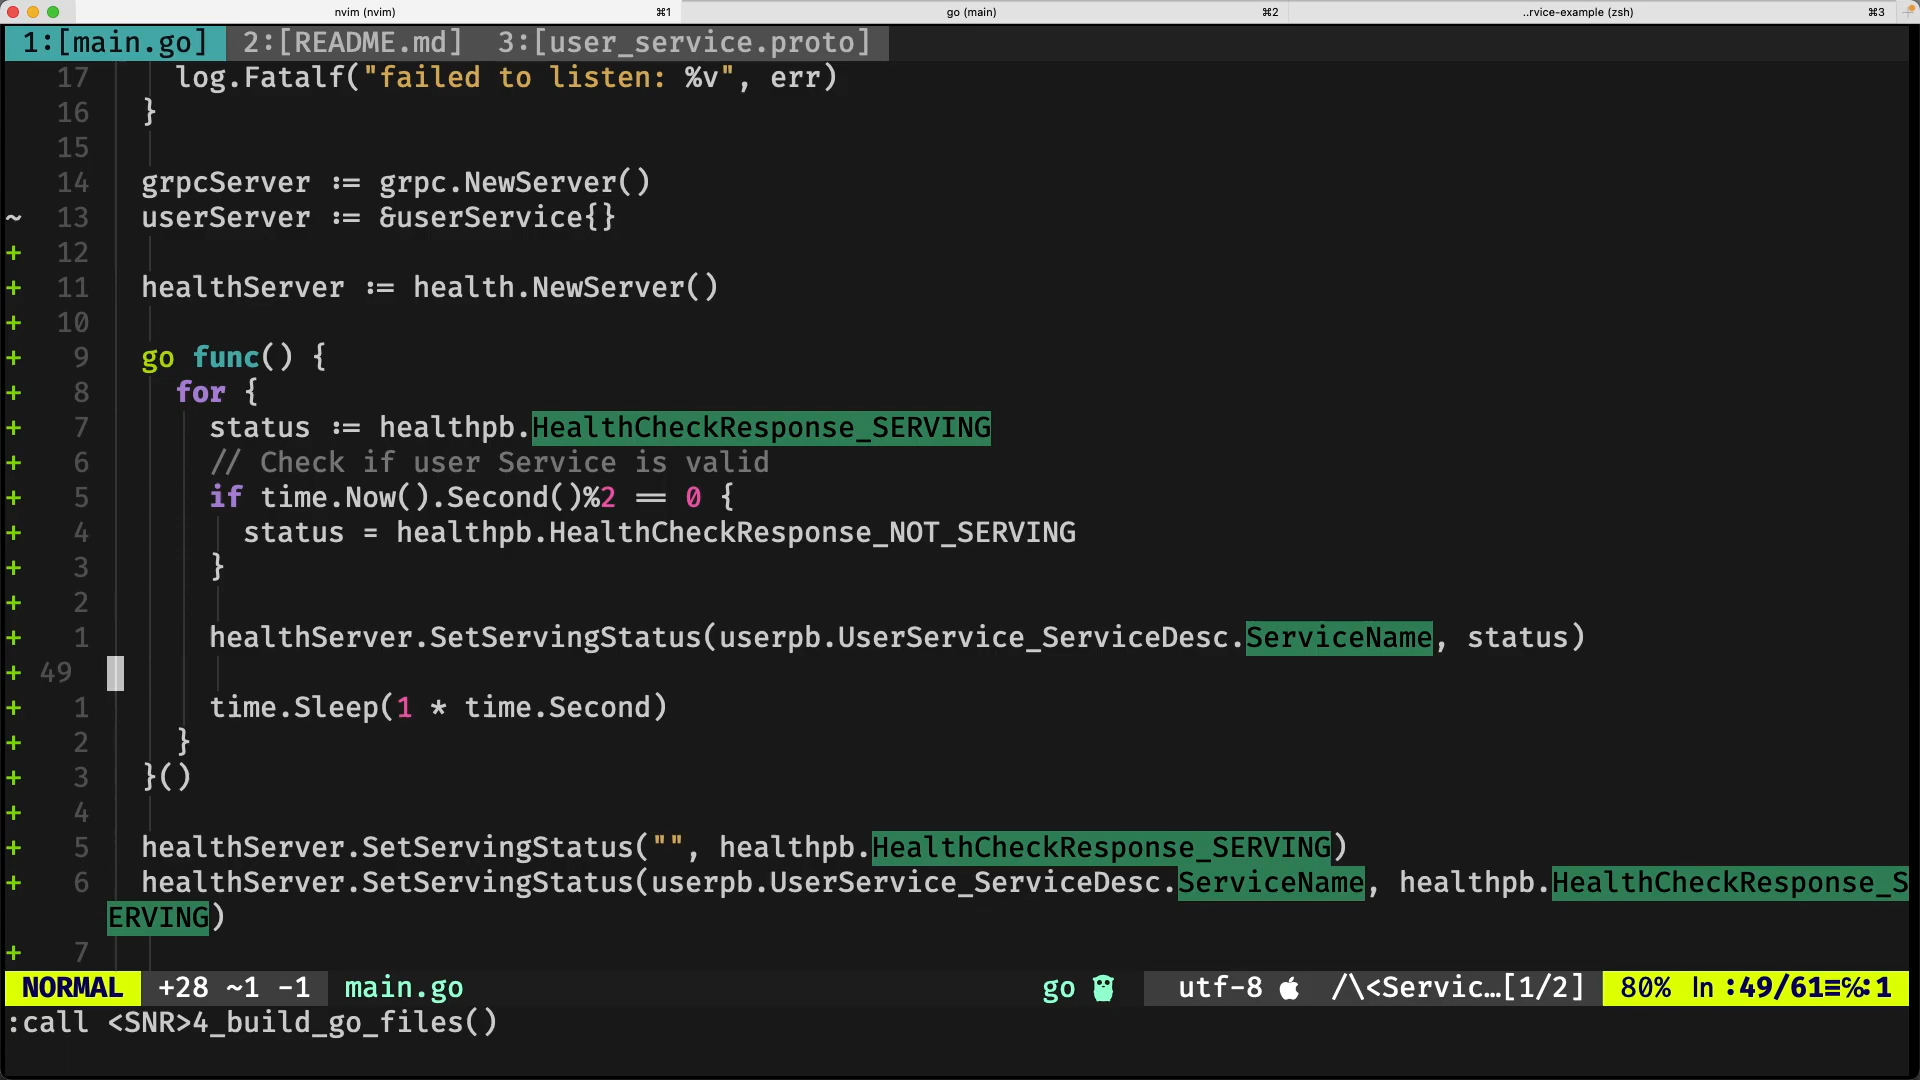 nvim (nvim) ⌘1 go (main) ⌘2 ..rvice-example (zsh) ⌘3
1:[main.go] 2:[README.md] 3:[user_service.proto]
17 log.Fatalf("failed to listen: %v", err)
16 }
15
14 grpcServer := grpc.NewServer()
~ 13 userServer := &userService{}
+ 12
+ 11 healthServer := health.NewServer()
+ 10
+ 9 go func() {
+ 8 for {
+ 7 status := healthpb.HealthCheckResponse_SERVING
+ 6 // Check if user Service is valid
+ 5 if time.Now().Second()%2 == 0 {
+ 4 status = healthpb.HealthCheckResponse_NOT_SERVING
+ 3 }
+ 2
+ 1 healthServer.SetServingStatus(userpb.UserService_ServiceDesc.ServiceName, status)
+ 49
+ 1 time.Sleep(1 * time.Second)
+ 2 }
+ 3 }()
+ 4
+ 5 healthServer.SetServingStatus("", healthpb.HealthCheckResponse_SERVING)
+ 6 healthServer.SetServingStatus(userpb.UserService_ServiceDesc.ServiceName, healthpb.HealthCheckResponse_S
ERVING)
+ 7
NORMAL +28 ~1 -1 main.go go utf-8 /\<Servic…[1/2] 80% ln :49/61≡℅:1
:call <SNR>4_build_go_files()